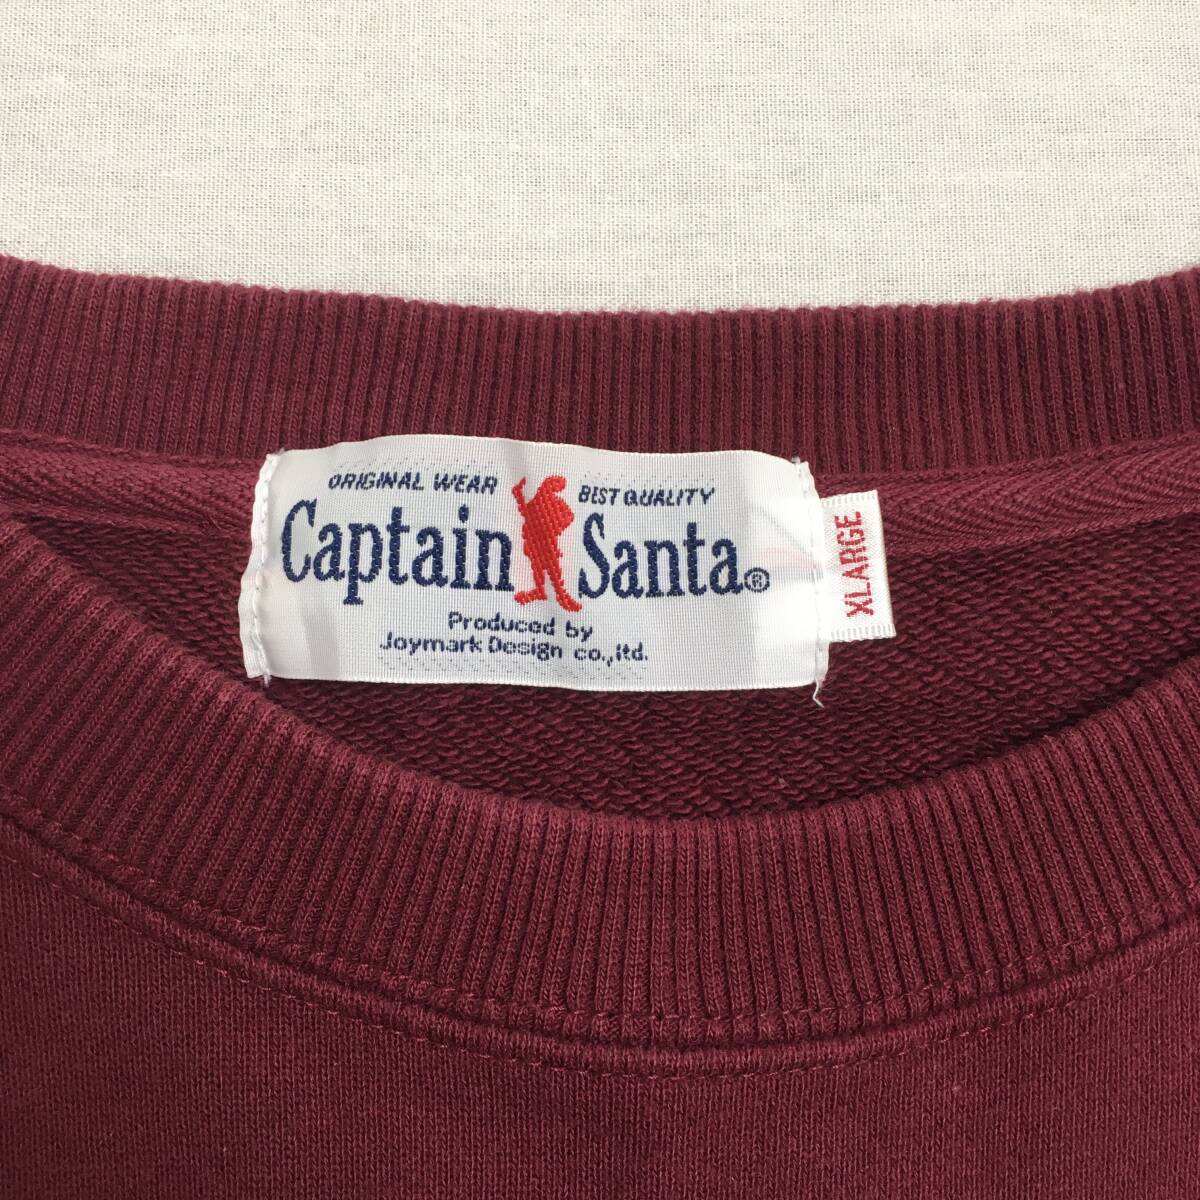 ORIGINAL WEAR BEST QUALITY
Captain Santa®
Produced by
Joymark Design co.,ltd.
XLARGE